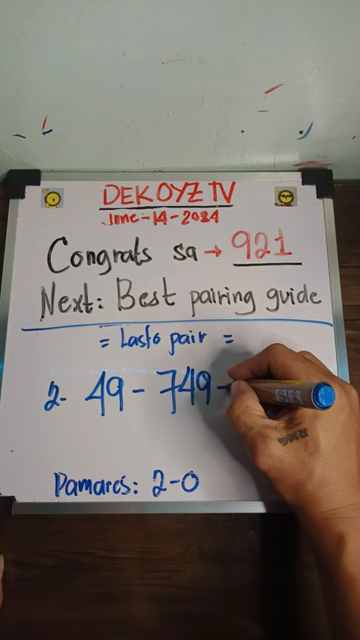 DEKOYZ TV
June-14-2024
Congrats sa → 921
Next: Best pairing guide
= Lasto pair =
2- 49 - 749 -
Pamares: 2-0
RMG